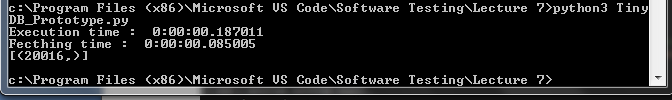 c:\Program Files (x86)\Microsoft VS Code\Software Testing\Lecture 7>python3 Tiny
DB_Prototype.py
Execution time :  0:00:00.187011
Fecthing time :  0:00:00.085005
[(20016,)]
c:\Program Files (x86)\Microsoft VS Code\Software Testing\Lecture 7>